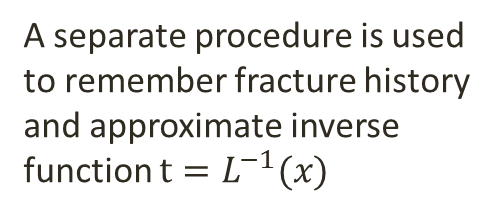 A separate procedure is used
to remember fracture history
and approximate inverse
function t = L⁻¹(x)